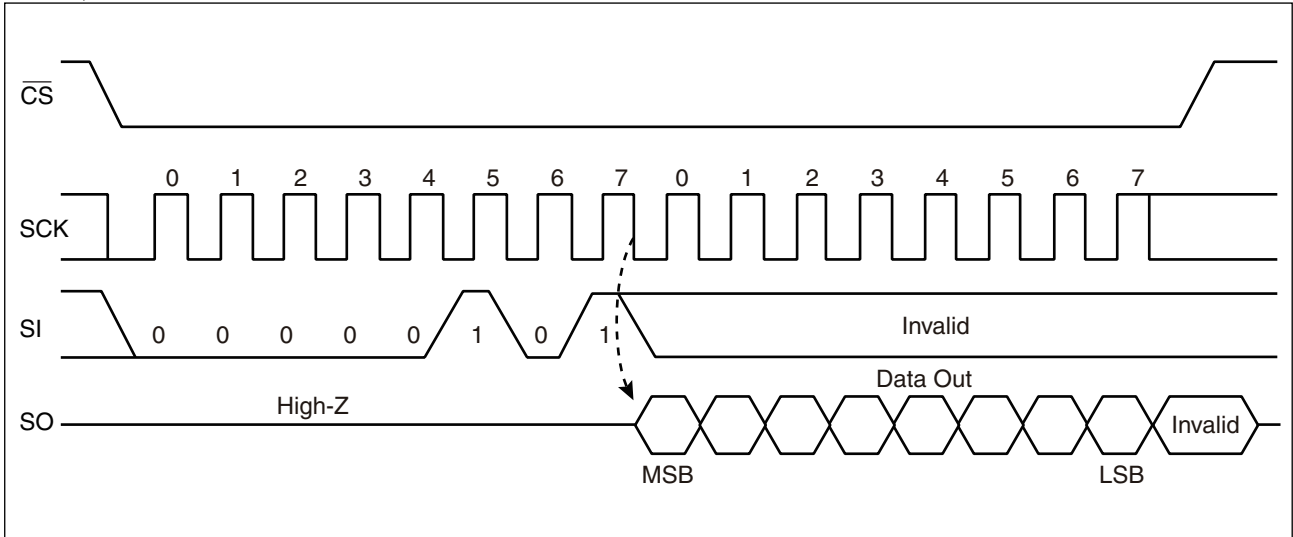 CS
0 1 2 3 4 5 6 7 0 1 2 3 4 5 6 7
SCK
SI 0 0 0 0 0 1 0 1 Invalid
Data Out
High-Z
SO Invalid
MSB LSB